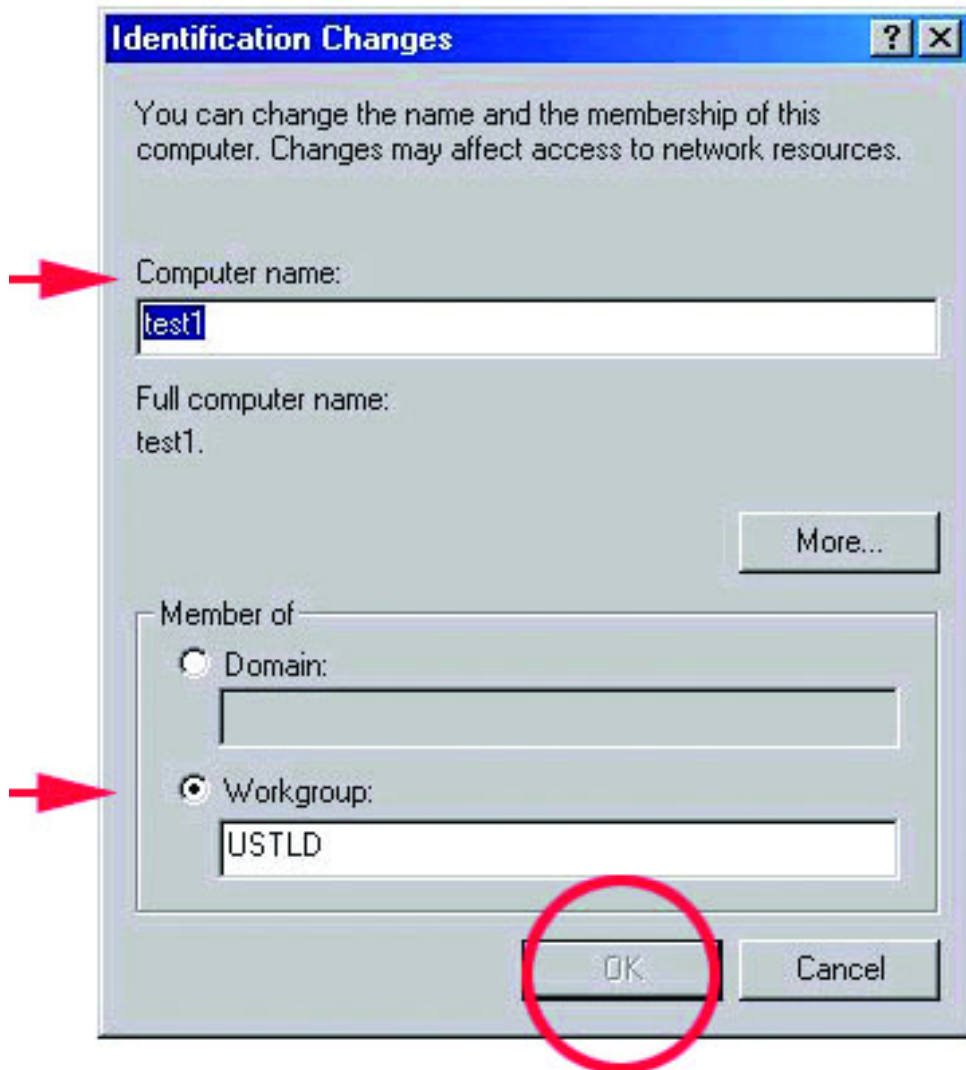 Identification Changes
You can change the name and the membership of this
computer. Changes may affect access to network resources.
Computer name:
test1
Full computer name:
test1.
More...
Member of
Domain:
Workgroup:
USTLD
OK
Cancel